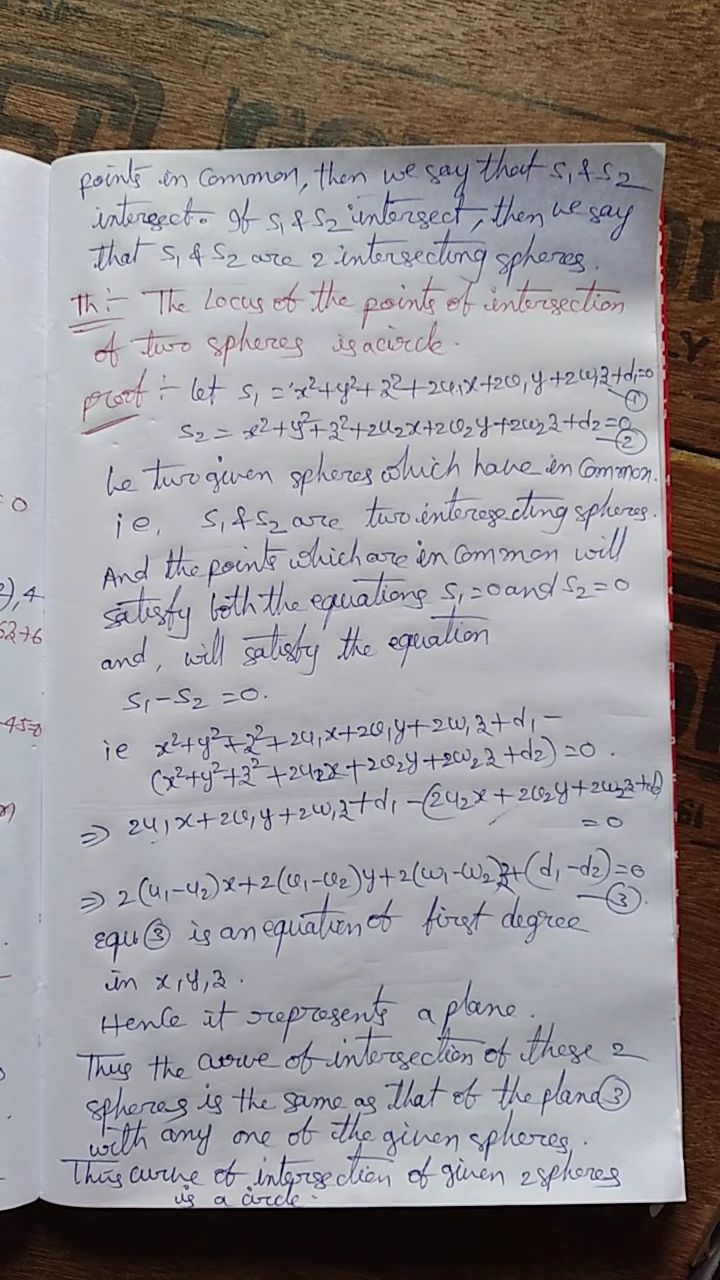 points in Common, then we say that S₁ & S₂
intersect. If S₁ & S₂ intersect, then we say
that S₁ & S₂ are 2 intersecting spheres.
Th :- The Locus of the points of intersection
of two spheres is a circle.
proof :- let S₁ = x²+y²+z²+2u₁x+2v₁y+2w₁z+d₁=0 —①
S₂ = x²+y²+z²+2u₂x+2v₂y+2w₂z+d₂=0 —②
be two given spheres which have in Common.
ie, S₁ & S₂ are two interesecting spheres.
And the points which are in Common will
satisfy both the equations S₁=0 and S₂=0
and, will satisfy the equation
S₁-S₂ =0.
ie x²+y²+z²+2u₁x+2v₁y+2w₁z+d₁-
(x²+y²+z²+2u₂x+2v₂y+2w₂z+d₂)=0.
⇒ 2u₁x+2v₁y+2w₁z+d₁-(2u₂x+2v₂y+2w₂z+d₂)
=0
⇒ 2(u₁-u₂)x+2(v₁-v₂)y+2(w₁-w₂)z+(d₁-d₂)=0
—③.
equ ③ is an equation of first degree
in x,y,z.
Hence it represents a plane.
Thus the curve of intersection of these 2
spheres is the same as that of the plane ③
with any one of the given spheres.
Thus curve of intersection of given 2 spheres
is a circle.
= 0
), 4
5z+6
-45=0